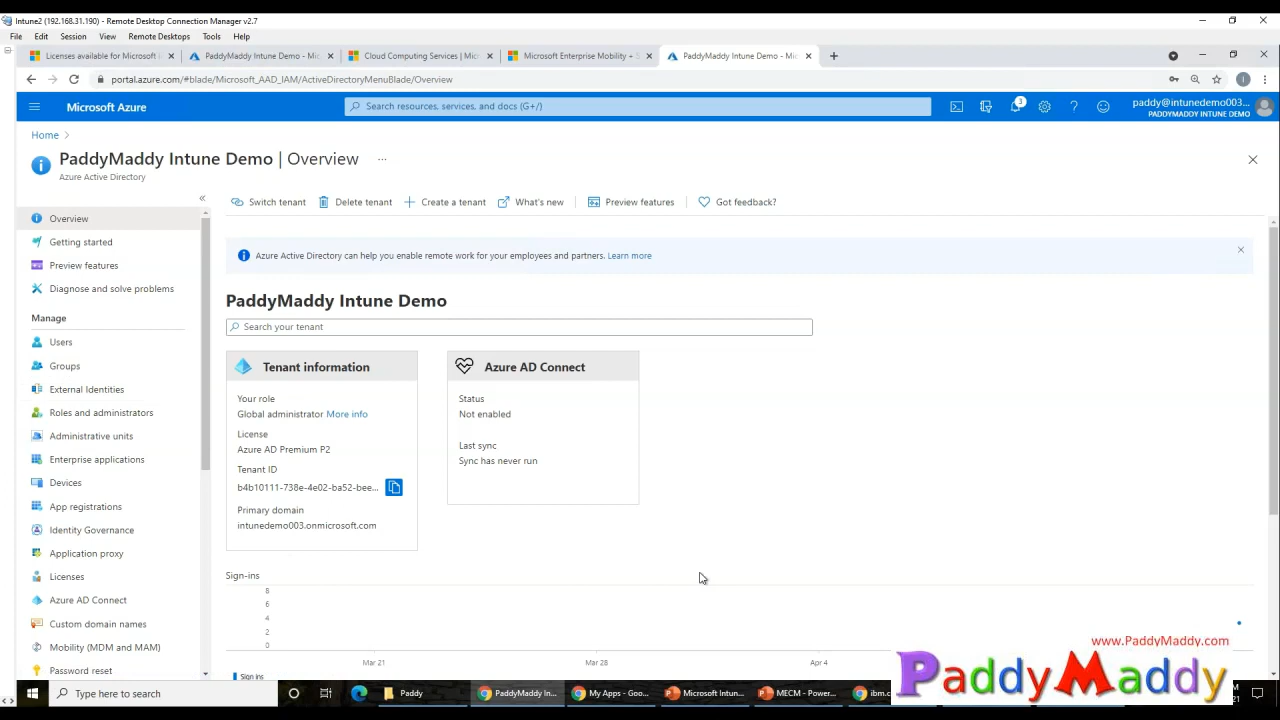 Intune2 (192.168.31.190) - Remote Desktop Connection Manager v2.7
File Edit Session View Remote Desktops Tools Help
Licenses available for Microsoft I
PaddyMaddy Intune Demo - Mic
Cloud Computing Services | Micr
Microsoft Enterprise Mobility + S
PaddyMaddy Intune Demo - Mic
portal.azure.com/#blade/Microsoft_AAD_IAM/ActiveDirectoryMenuBlade/Overview
Microsoft Azure
Search resources, services, and docs (G+/)
3
paddy@intunedemo003...
PADDYMADDY INTUNE DEMO
Home
PaddyMaddy Intune Demo | Overview ...
Azure Active Directory
Switch tenant
Delete tenant
Create a tenant
What's new
Preview features
Got feedback?
Overview
Getting started
Preview features
Diagnose and solve problems
Manage
Users
Groups
External Identities
Roles and administrators
Administrative units
Enterprise applications
Devices
App registrations
Identity Governance
Application proxy
Licenses
Azure AD Connect
Custom domain names
Mobility (MDM and MAM)
Password reset
Azure Active Directory can help you enable remote work for your employees and partners. Learn more
PaddyMaddy Intune Demo
Search your tenant
Tenant information
Your role
Global administrator More info
License
Azure AD Premium P2
Tenant ID
b4b10111-738e-4e02-ba52-bee...
Primary domain
intunedemo003.onmicrosoft.com
Azure AD Connect
Status
Not enabled
Last sync
Sync has never run
Sign-ins
8
6
4
2
0
Mar 21
Mar 28
Apr 4
Sign ins
www.PaddyMaddy.com
PaddyMaddy
Type here to search
Paddy
PaddyMaddy In...
My Apps - Goo...
Microsoft Intun...
MECM - Power...